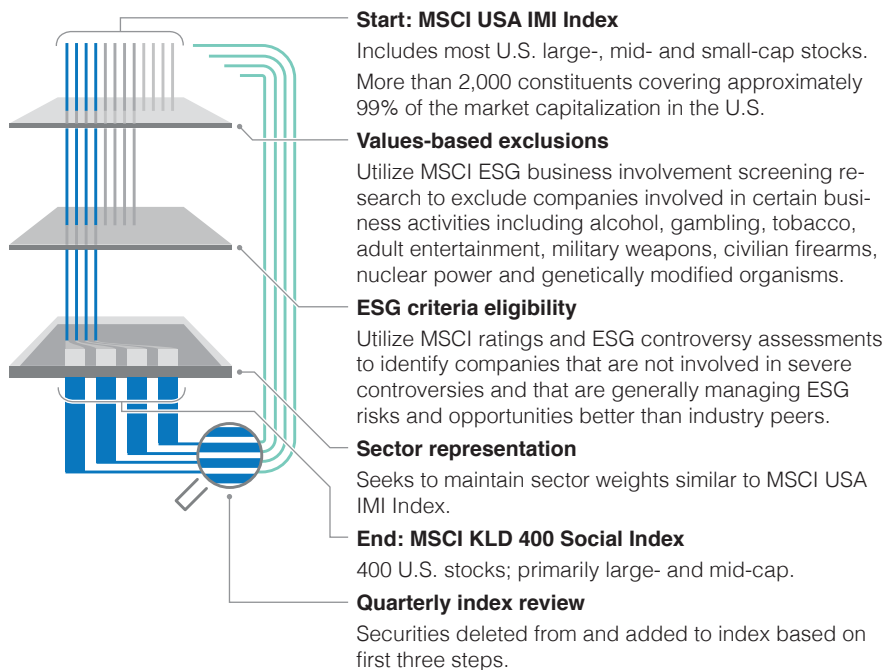 Start: MSCI USA IMI Index
Includes most U.S. large-, mid- and small-cap stocks.
More than 2,000 constituents covering approximately
99% of the market capitalization in the U.S.
Values-based exclusions
Utilize MSCI ESG business involvement screening re-
search to exclude companies involved in certain busi-
ness activities including alcohol, gambling, tobacco,
adult entertainment, military weapons, civilian firearms,
nuclear power and genetically modified organisms.
ESG criteria eligibility
Utilize MSCI ratings and ESG controversy assessments
to identify companies that are not involved in severe
controversies and that are generally managing ESG
risks and opportunities better than industry peers.
Sector representation
Seeks to maintain sector weights similar to MSCI USA
IMI Index.
End: MSCI KLD 400 Social Index
400 U.S. stocks; primarily large- and mid-cap.
Quarterly index review
Securities deleted from and added to index based on
first three steps.